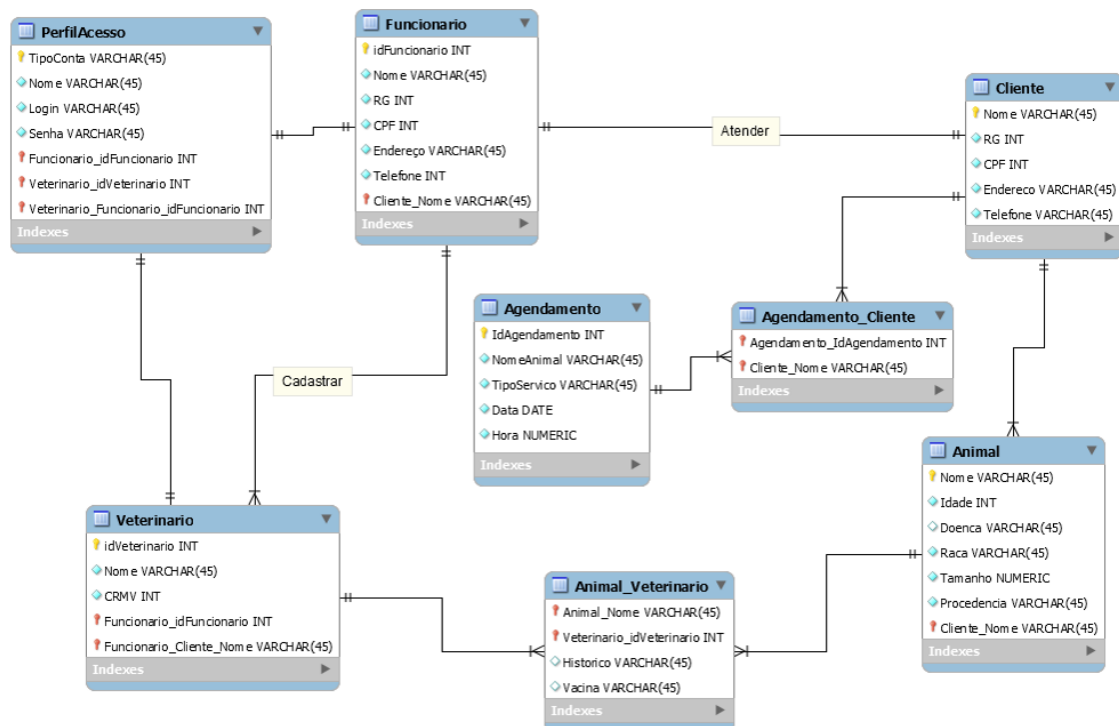 PerfilAcesso
TipoConta VARCHAR(45)
Nome VARCHAR(45)
Login VARCHAR(45)
Senha VARCHAR(45)
Funcionario_idFuncionario INT
Veterinario_idVeterinario INT
Veterinario_Funcionario_idFuncionario INT
Indexes
Funcionario
idFuncionario INT
Nome VARCHAR(45)
RG INT
CPF INT
Endereço VARCHAR(45)
Telefone INT
Cliente_Nome VARCHAR(45)
Indexes
Atender
Cliente
Nome VARCHAR(45)
RG INT
CPF INT
Endereco VARCHAR(45)
Telefone VARCHAR(45)
Indexes
Agendamento
IdAgendamento INT
NomeAnimal VARCHAR(45)
TipoServico VARCHAR(45)
Data DATE
Hora NUMERIC
Indexes
Agendamento_Cliente
Agendamento_IdAgendamento INT
Cliente_Nome VARCHAR(45)
Indexes
Cadastrar
Veterinario
idVeterinario INT
Nome VARCHAR(45)
CRMV INT
Funcionario_idFuncionario INT
Funcionario_Cliente_Nome VARCHAR(45)
Indexes
Animal_Veterinario
Animal_Nome VARCHAR(45)
Veterinario_idVeterinario INT
Historico VARCHAR(45)
Vacina VARCHAR(45)
Indexes
Animal
Nome VARCHAR(45)
Idade INT
Doenca VARCHAR(45)
Raca VARCHAR(45)
Tamanho NUMERIC
Procedencia VARCHAR(45)
Cliente_Nome VARCHAR(45)
Indexes